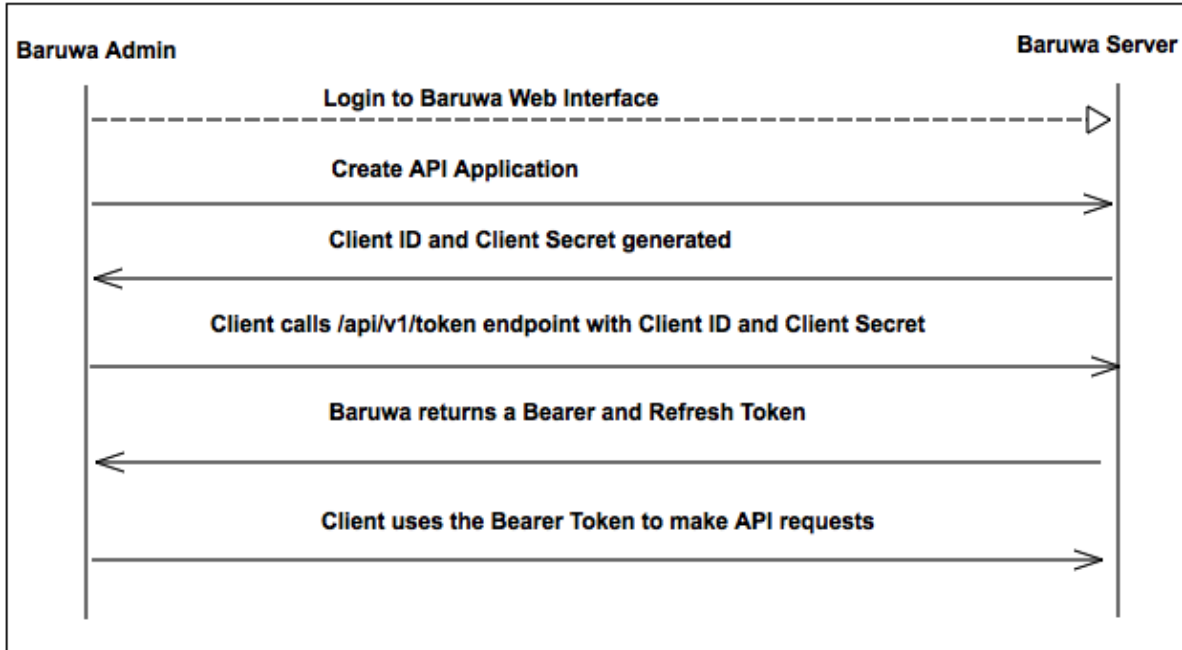 Baruwa Admin
Baruwa Server
Login to Baruwa Web Interface
Create API Application
Client ID and Client Secret generated
Client calls /api/v1/token endpoint with Client ID and Client Secret
Baruwa returns a Bearer and Refresh Token
Client uses the Bearer Token to make API requests